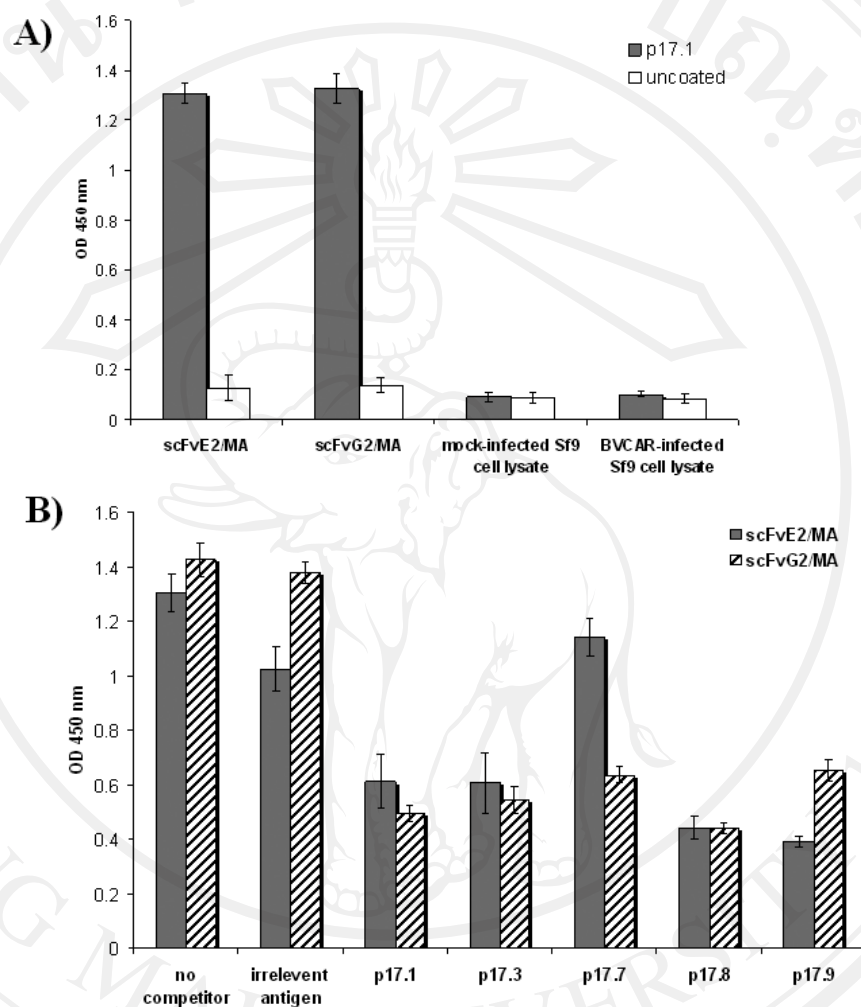 A)
1.6
1.4
1.2
1
0.8
0.6
0.4
0.2
0
OD 450 nm
p17.1
uncoated
scFvE2/MA
scFvG2/MA
mock-infected Sf9
cell lysate
BVCAR-infected
Sf9 cell lysate
B)
1.6
1.4
1.2
1
0.8
0.6
0.4
0.2
0
OD 450 nm
scFvE2/MA
scFvG2/MA
no
competitor
irrelevent
antigen
p17.1
p17.3
p17.7
p17.8
p17.9